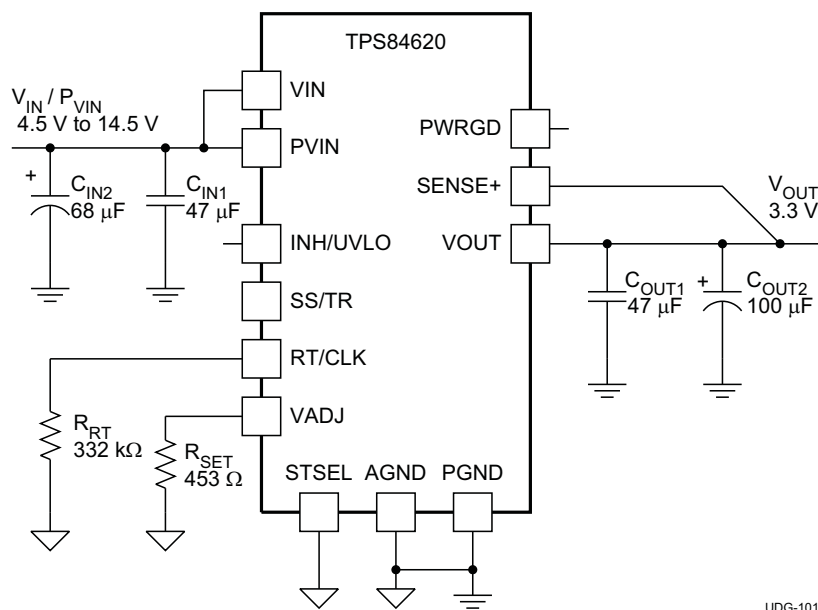 TPS84620
VIN
V_IN / P_VIN
4.5 V to 14.5 V
PWRGD
PVIN
+
C_IN2
68 µF
C_IN1
47 µF
SENSE+
V_OUT
3.3 V
INH/UVLO
VOUT
SS/TR
C_OUT1
47 µF
+
C_OUT2
100 µF
RT/CLK
VADJ
R_RT
332 kΩ
R_SET
453 Ω
STSEL
AGND
PGND
UDG-101